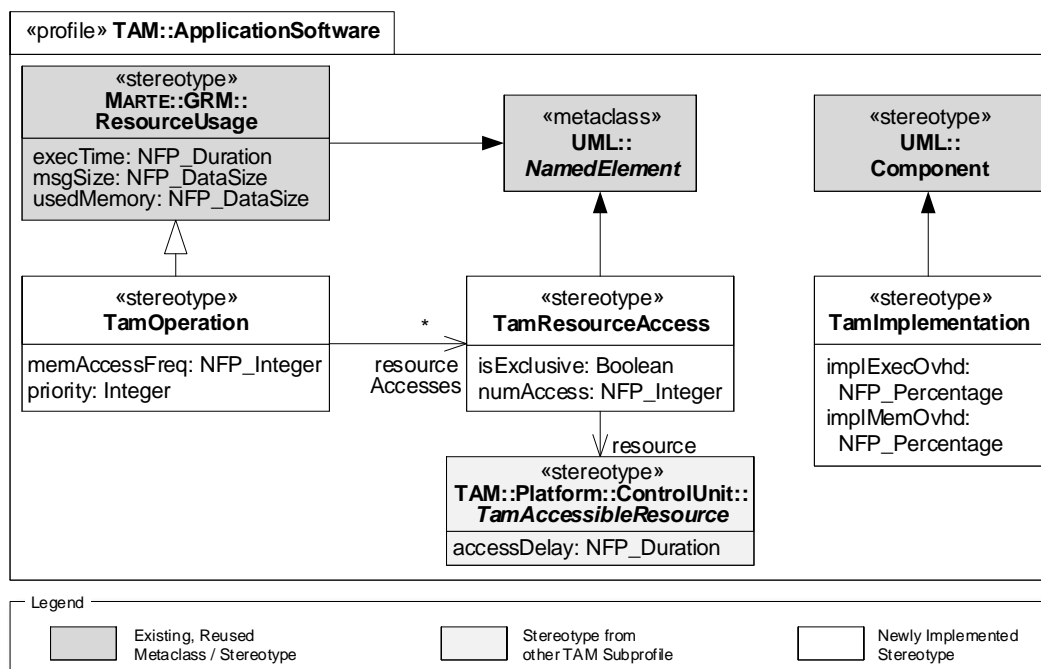 «profile» TAM::ApplicationSoftware
«stereotype»
MARTE::GRM::
ResourceUsage
execTime: NFP_Duration
msgSize: NFP_DataSize
usedMemory: NFP_DataSize
«metaclass»
UML::
NamedElement
«stereotype»
UML::
Component
«stereotype»
TamOperation
memAccessFreq: NFP_Integer
priority: Integer
*
resource
Accesses
«stereotype»
TamResourceAccess
isExclusive: Boolean
numAccess: NFP_Integer
«stereotype»
TamImplementation
implExecOvhd:
NFP_Percentage
implMemOvhd:
NFP_Percentage
resource
«stereotype»
TAM::Platform::ControlUnit::
TamAccessibleResource
accessDelay: NFP_Duration
Legend
Existing, Reused
Metaclass / Stereotype
Stereotype from
other TAM Subprofile
Newly Implemented
Stereotype